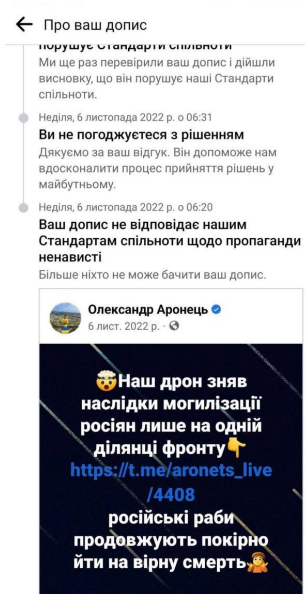 Про ваш допис
порушує Стандарти спільноти
Ми ще раз перевірили ваш допис і дійшли
висновку, що він порушує наші Стандарти
спільноти.
Неділя, 6 листопада 2022 р. о 06:31
Ви не погоджуєтеся з рішенням
Дякуємо за ваш відгук. Він допоможе нам
вдосконалити процес прийняття рішень у
майбутньому.
Неділя, 6 листопада 2022 р. о 06:20
Ваш допис не відповідає нашим
Стандартам спільноти щодо пропаганди
ненависті
Більше ніхто не може бачити ваш допис.
Олександр Аронець
6 лист. 2022 р.
🤯Наш дрон зняв
наслідки могилізації
росіян лише на одній
ділянці фронту👇
https://t.me/aronets_live
/4408
російські раби
продовжують покірно
йти на вірну смерть🤷